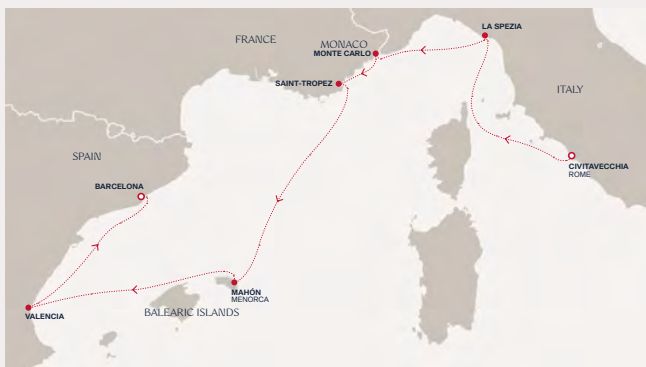 LA SPEZIA
FRANCE
MONACO
MONTE CARLO
SAINT-TROPEZ
ITALY
SPAIN
CIVITAVECCHIA
ROME
BARCELONA
MAHÓN
MENORCA
BALEARIC ISLANDS
VALENCIA